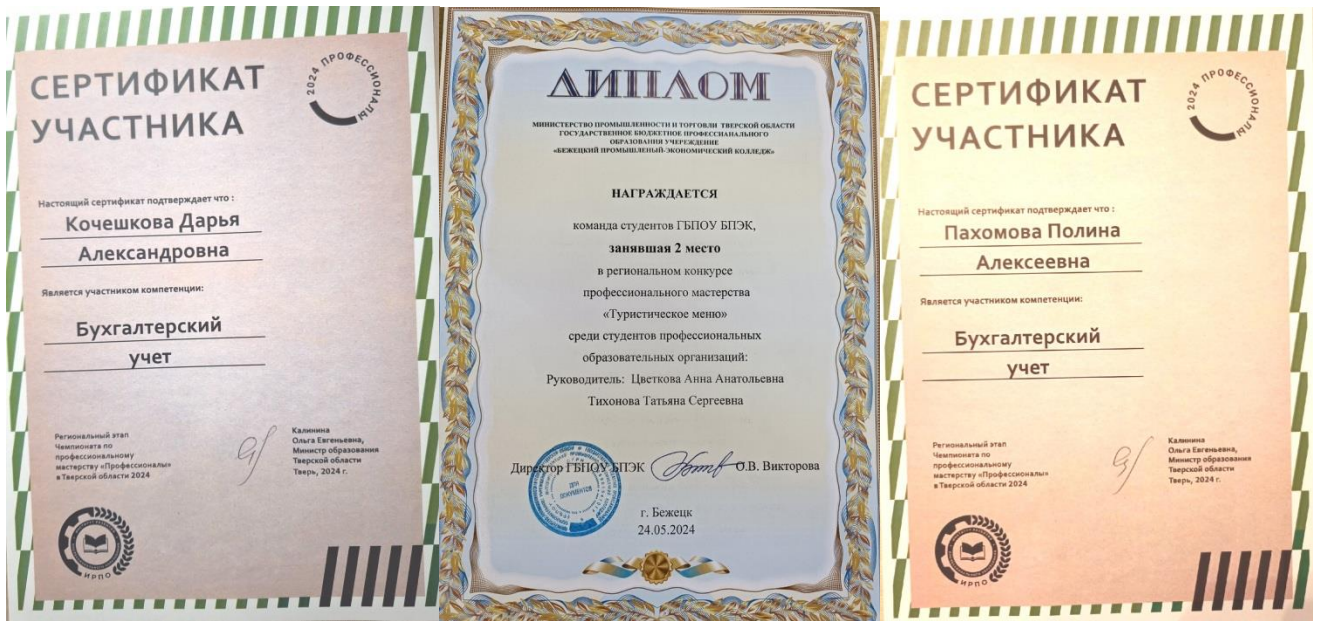 СЕРТИФИКАТ
УЧАСТНИКА
2024 ПРОФЕССИОНАЛЫ
Настоящий сертификат подтверждает что :
Кочешкова Дарья
Александровна
Является участником компетенции:
Бухгалтерский
учет
Региональный этап
Чемпионата по
профессиональному
мастерству «Профессионалы»
в Тверской области 2024
Калинина
Ольга Евгеньевна,
Министр образования
Тверской области
Тверь, 2024 г.
ИРПО
ДИПЛОМ
МИНИСТЕРСТВО ПРОМЫШЛЕННОСТИ И ТОРГОВЛИ ТВЕРСКОЙ ОБЛАСТИ
ГОСУДАРСТВЕННОЕ БЮДЖЕТНОЕ ПРОФЕССИАНАЛЬНОГО
ОБРАЗОВАНИЯ УЧЕРЕЖДЕНИЕ
«БЕЖЕЦКИЙ ПРОМЫШЛЕНЫЙ-ЭКОНОМИЧЕСКИЙ КОЛЛЕДЖ»
НАГРАЖДАЕТСЯ
команда студентов ГБПОУ БПЭК,
занявшая 2 место
в региональном конкурсе
профессионального мастерства
«Туристическое меню»
среди студентов профессиональных
образовательных организаций:
Руководитель: Цветкова Анна Анатольевна
Тихонова Татьяна Сергеевна
Директор ГБПОУ БПЭК О.В. Викторова
ДЛЯ
ДОКУМЕНТОВ
г. Бежецк
24.05.2024
СЕРТИФИКАТ
УЧАСТНИКА
2024 ПРОФЕССИОНАЛЫ
Настоящий сертификат подтверждает что :
Пахомова Полина
Алексеевна
Является участником компетенции:
Бухгалтерский
учет
Региональный этап
Чемпионата по
профессиональному
мастерству «Профессионалы»
в Тверской области 2024
Калинина
Ольга Евгеньевна,
Министр образования
Тверской области
Тверь, 2024 г.
ИРПО